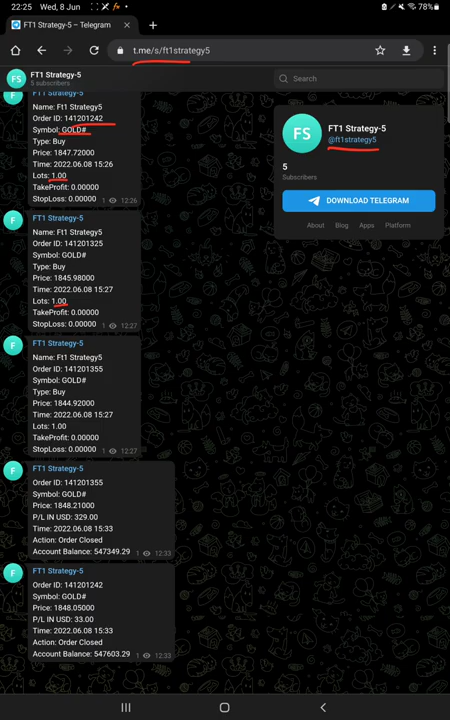 22:25 Wed, 8 Jun
78%
FT1 Strategy-5 – Telegram
t.me/s/ft1strategy5
FS
FT1 Strategy-5
5 subscribers
Search
F
FT1 Strategy-5
Name: Ft1 Strategy5
Order ID: 141201242
Symbol: GOLD#
Type: Buy
Price: 1847.72000
Time: 2022.06.08 15:26
Lots: 1.00
TakeProfit: 0.00000
StopLoss: 0.00000
1 12:26
F
FT1 Strategy-5
Name: Ft1 Strategy5
Order ID: 141201325
Symbol: GOLD#
Type: Buy
Price: 1845.98000
Time: 2022.06.08 15:27
Lots: 1.00
TakeProfit: 0.00000
StopLoss: 0.00000
1 12:27
F
FT1 Strategy-5
Name: Ft1 Strategy5
Order ID: 141201355
Symbol: GOLD#
Type: Buy
Price: 1844.92000
Time: 2022.06.08 15:27
Lots: 1.00
TakeProfit: 0.00000
StopLoss: 0.00000
1 12:27
F
FT1 Strategy-5
Order ID: 141201355
Symbol: GOLD#
Price: 1848.21000
P/L IN USD: 329.00
Time: 2022.06.08 15:33
Action: Order Closed
Account Balance: 547349.29
1 12:33
F
FT1 Strategy-5
Order ID: 141201242
Symbol: GOLD#
Price: 1848.05000
P/L IN USD: 33.00
Time: 2022.06.08 15:33
Action: Order Closed
Account Balance: 547603.29
1 12:33
FS
FT1 Strategy-5
@ft1strategy5
5
Subscribers
DOWNLOAD TELEGRAM
About Blog Apps Platform